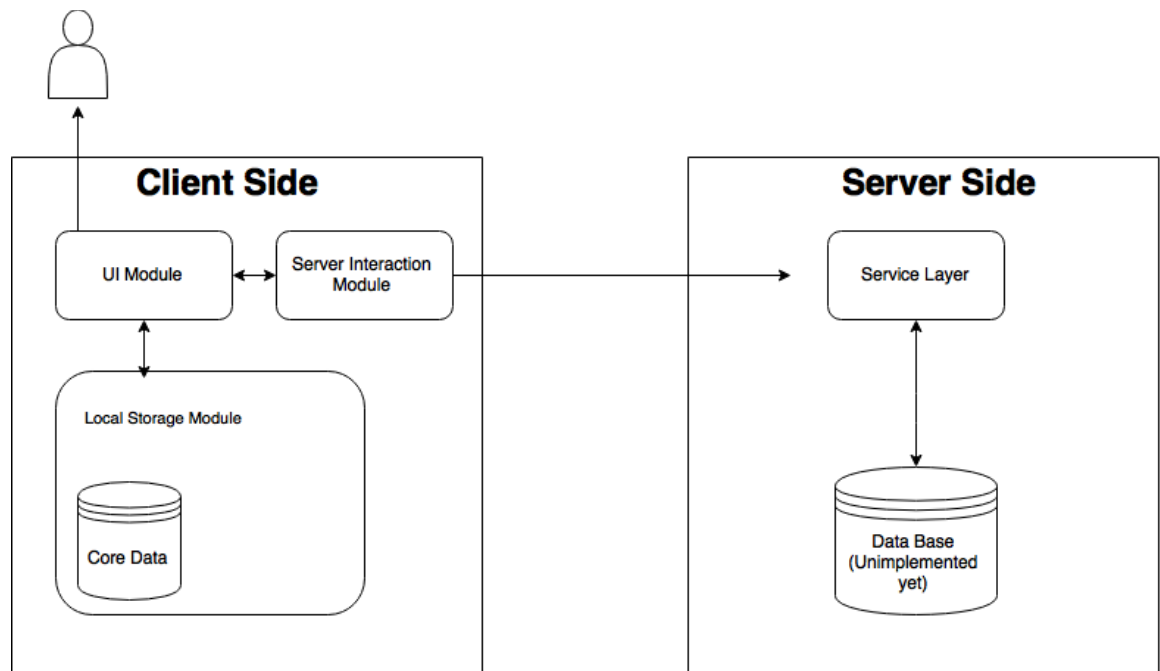 Client Side
Server Side
UI Module
Server Interaction
Module
Service Layer
Local Storage Module
Core Data
Data Base
(Unimplemented
yet)